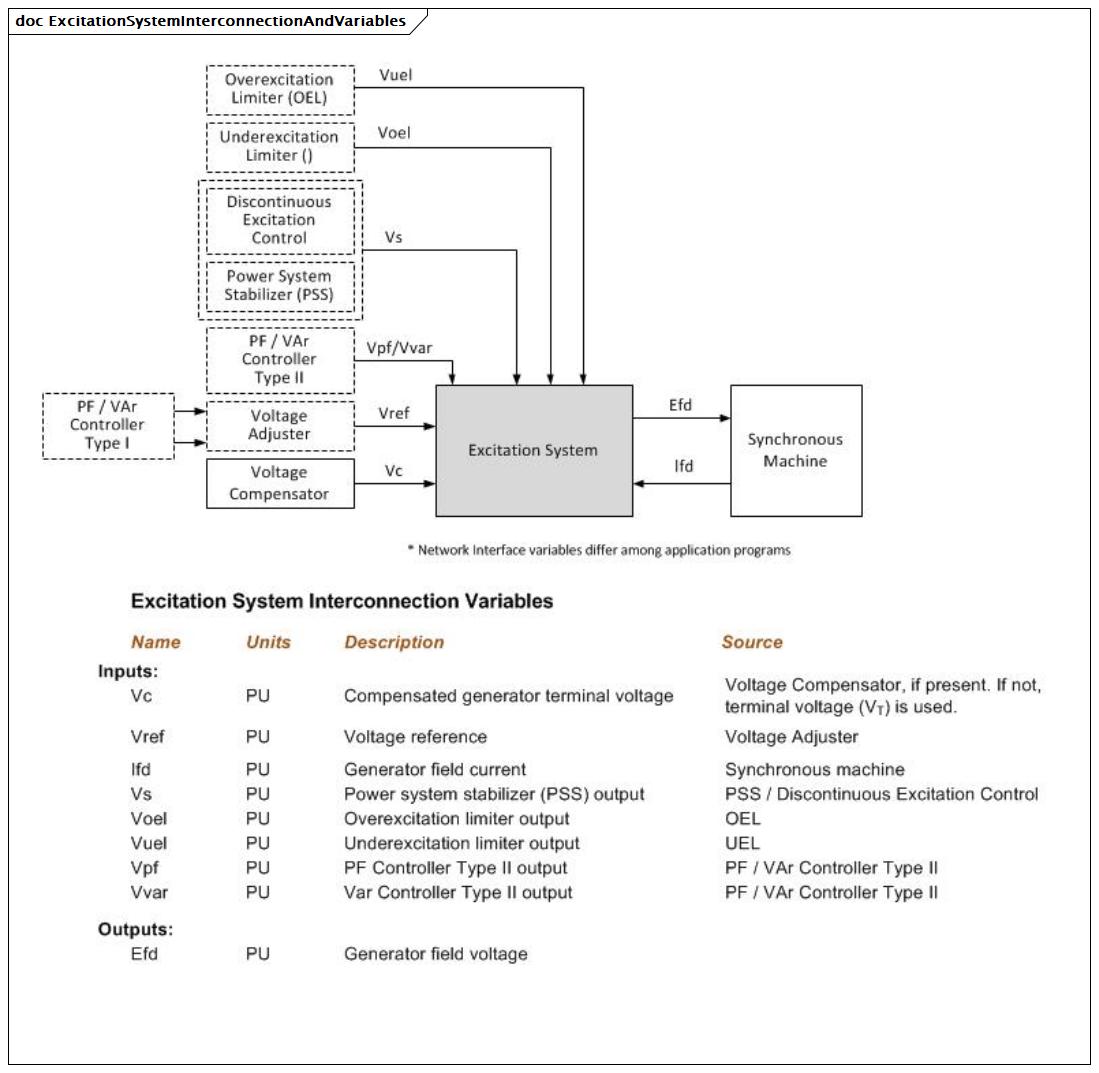 doc ExcitationSystemInterconnectionAndVariables
Overexcitation
Limiter (OEL)
Vuel
Underexcitation
Limiter ()
Voel
Discontinuous
Excitation
Control
Vs
Power System
Stabilizer (PSS)
PF / VAr
Controller
Type II
Vpf/Vvar
PF / VAr
Controller
Type I
Voltage
Adjuster
Vref
Voltage
Compensator
Vc
Excitation System
Efd
Ifd
Synchronous
Machine
* Network Interface variables differ among application programs
Excitation System Interconnection Variables
Name Units Description Source
Inputs:
Vc PU Compensated generator terminal voltage Voltage Compensator, if present. If not,
terminal voltage (VT) is used.
Vref PU Voltage reference Voltage Adjuster
Ifd PU Generator field current Synchronous machine
Vs PU Power system stabilizer (PSS) output PSS / Discontinuous Excitation Control
Voel PU Overexcitation limiter output OEL
Vuel PU Underexcitation limiter output UEL
Vpf PU PF Controller Type II output PF / VAr Controller Type II
Vvar PU Var Controller Type II output PF / VAr Controller Type II
Outputs:
Efd PU Generator field voltage